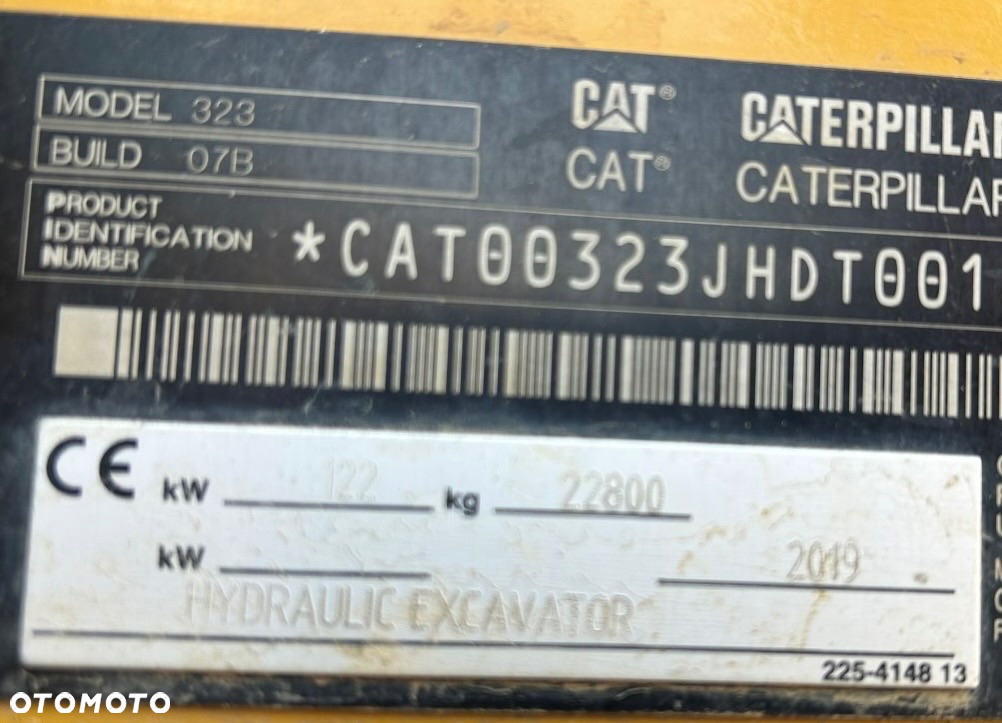 MODEL 323
CAT® CATERPILLAR
BUILD 07B
CAT® CATERPILLAR
PRODUCT
IDENTIFICATION
NUMBER
*CAT00323JHDT001
CE kW 122 kg 22800
kW 2019
HYDRAULIC EXCAVATOR
225-4148 13
OTOMOTO